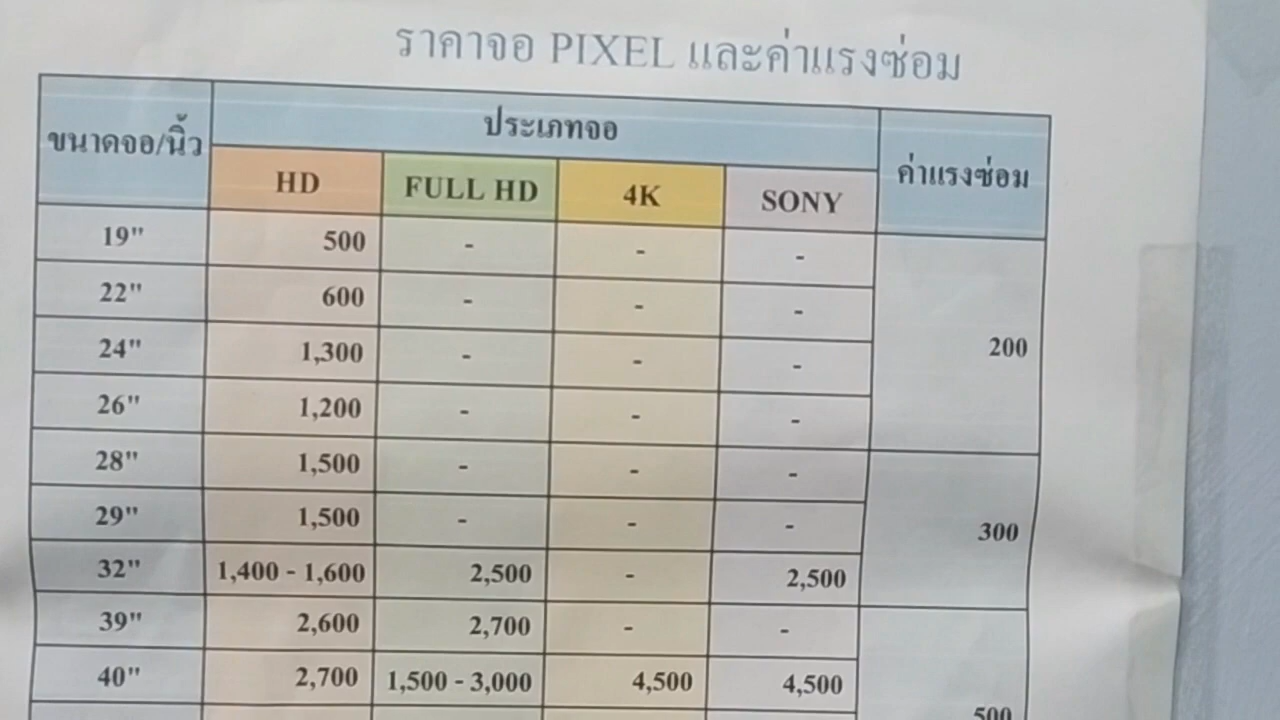 ราคาจอ PIXEL และค่าแรงซ่อม
ขนาดจอ/นิ้ว ประเภทจอ ค่าแรงซ่อม
HD FULL HD 4K SONY
19" 500 - - -
22" 600 - - -
24" 1,300 - - -
200
26" 1,200 - - -
28" 1,500 - - -
29" 1,500 - - -
300
32" 1,400 - 1,600 2,500 - 2,500
39" 2,600 2,700 - -
40" 2,700 1,500 - 3,000 4,500 4,500
500